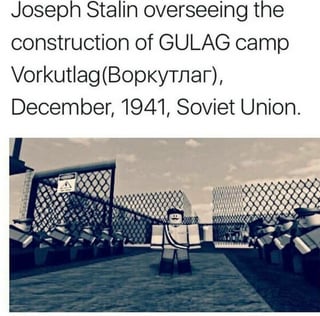 Joseph Stalin overseeing the
construction of GULAG camp
Vorkutlag(Воркутлаг),
December, 1941, Soviet Union.